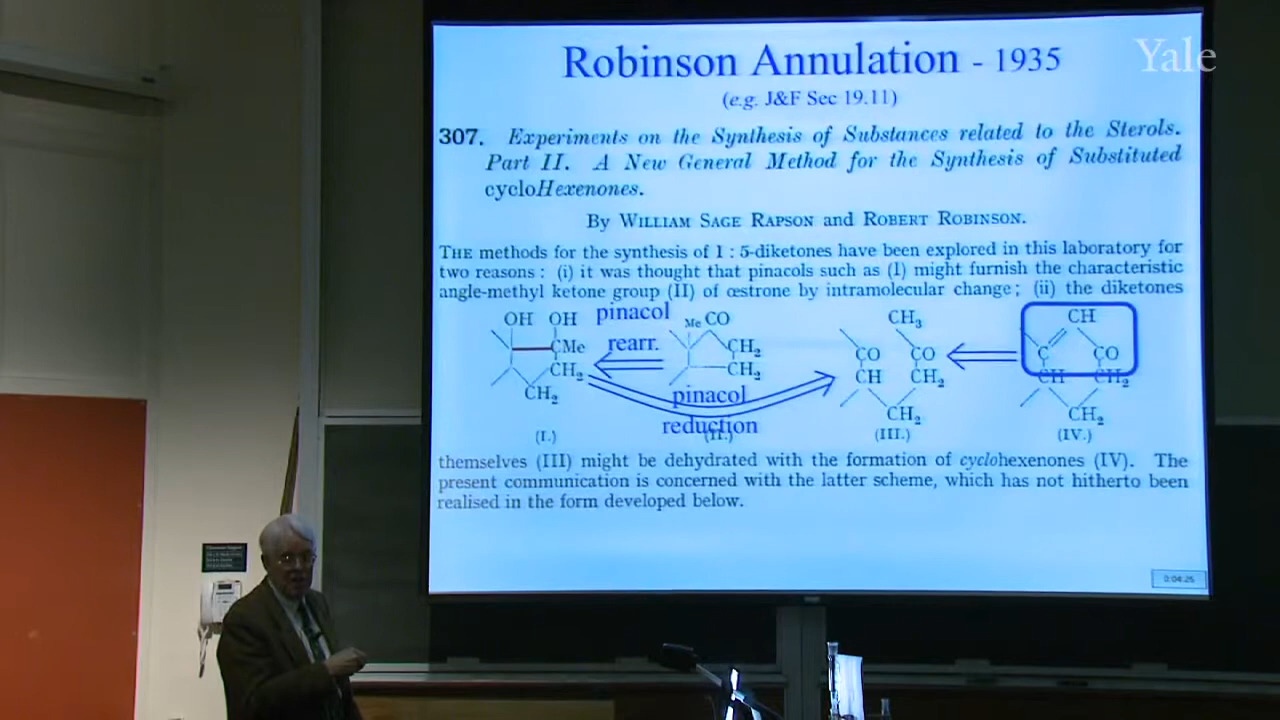 Robinson Annulation - 1935
Yale
(e.g. J&F Sec 19.11)
307. Experiments on the Synthesis of Substances related to the Sterols.
Part II. A New General Method for the Synthesis of Substituted
cycloHexenones.
By WILLIAM SAGE RAPSON and ROBERT ROBINSON.
THE methods for the synthesis of 1 : 5-diketones have been explored in this laboratory for
two reasons : (i) it was thought that pinacols such as (I) might furnish the characteristic
angle-methyl ketone group (II) of œstrone by intramolecular change ; (ii) the diketones
OH OH pinacol Me CO CH₃ CH
CMe rearr. CH₂ CO CO C CO
CH₂ CH₂ CH CH₂ CH CH₂
CH₂ pinacol CH₂ CH₂
reduction
(I.) (II.) (III.) (IV.)
themselves (III) might be dehydrated with the formation of cyclohexenones (IV). The
present communication is concerned with the latter scheme, which has not hitherto been
realised in the form developed below.
0:04:25